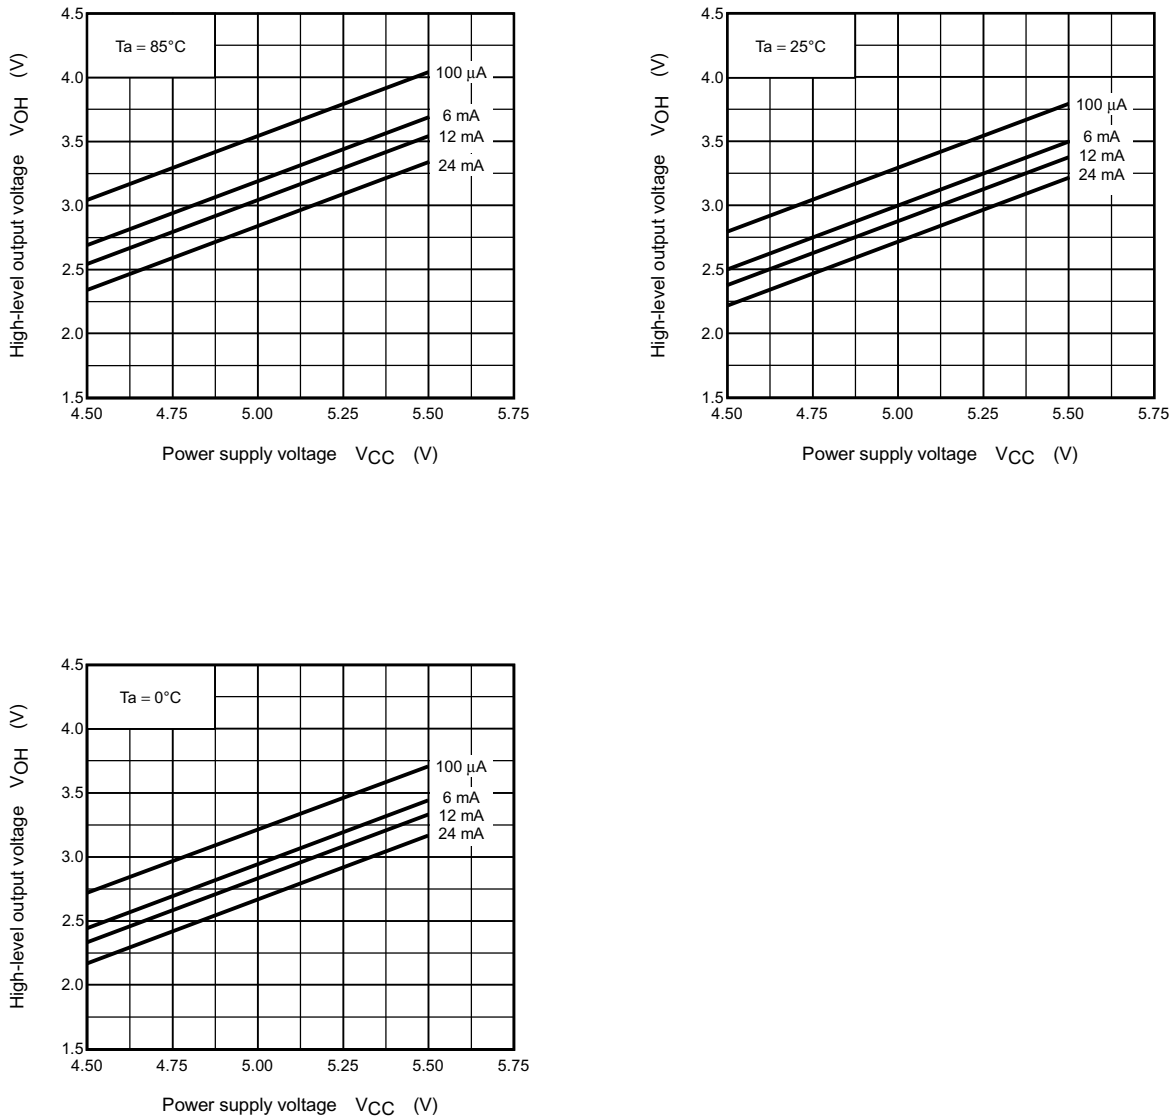 4.5
Ta = 85°C
4.0
100 μA
6 mA
3.5
12 mA
24 mA
3.0
2.5
2.0
1.5
4.50 4.75 5.00 5.25 5.50 5.75
High-level output voltage VOH (V)
Power supply voltage VCC (V)
4.5
Ta = 25°C
4.0
100 μA
3.5
6 mA
12 mA
24 mA
3.0
2.5
2.0
1.5
4.50 4.75 5.00 5.25 5.50 5.75
High-level output voltage VOH (V)
Power supply voltage VCC (V)
4.5
Ta = 0°C
4.0
100 μA
3.5
6 mA
12 mA
24 mA
3.0
2.5
2.0
1.5
4.50 4.75 5.00 5.25 5.50 5.75
High-level output voltage VOH (V)
Power supply voltage VCC (V)